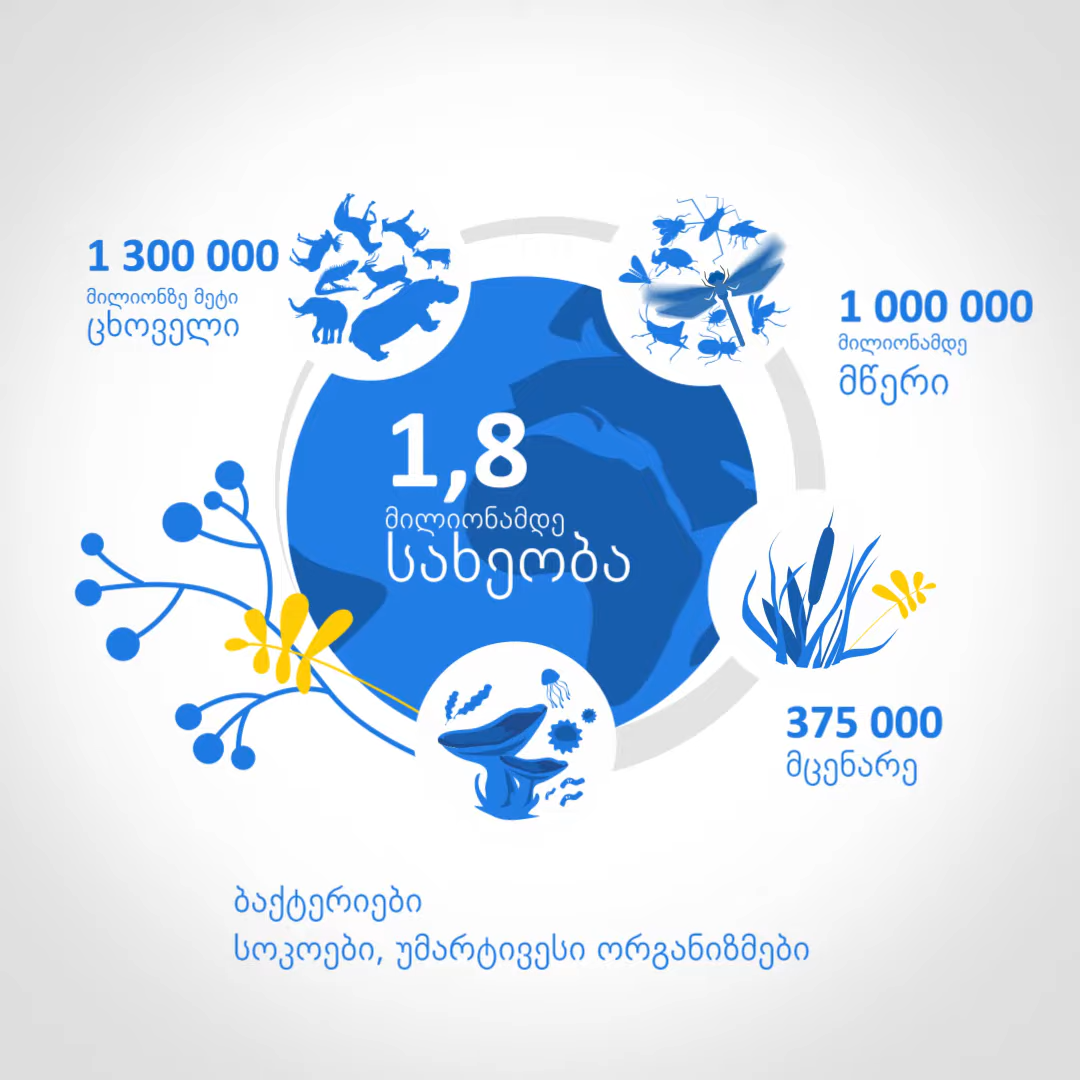 1 300 000
მილიონზე მეტი
ცხოველი
1 000 000
მილიონამდე
მწერი
1,8
მილიონამდე
სახეობა
375 000
მცენარე
ბაქტერიები
სოკოები, უმარტივესი ორგანიზმები